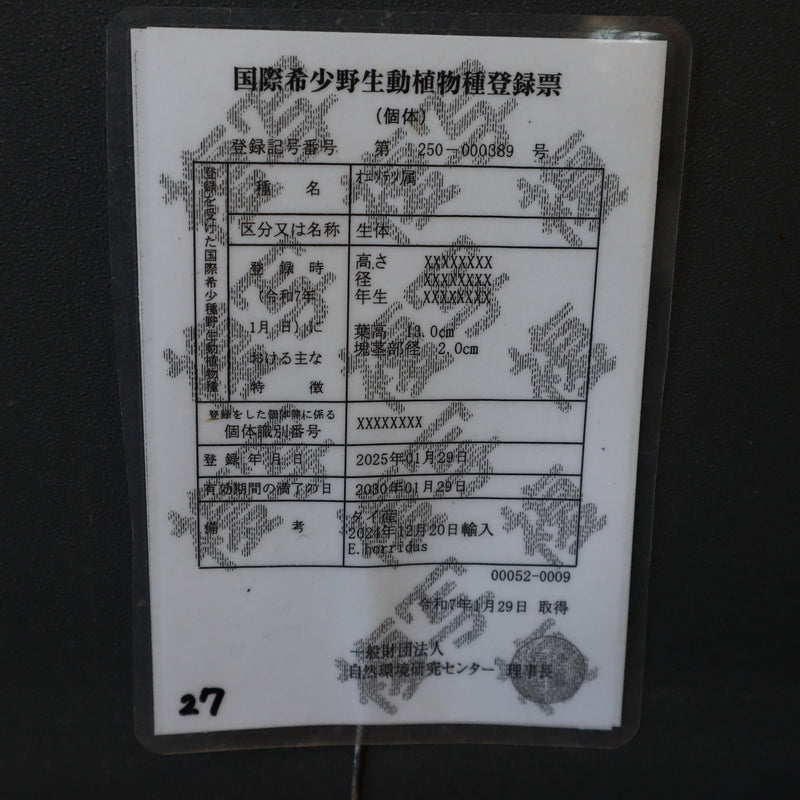 国際希少野生動植物種登録票
(個体)
登録記号番号 第 250－000389 号
登録を受けた国際希少野生動植物種
種 名 オニソテツ属
区分又は名称 生体
登録時
(令和7年
1月 日)に
おける主な
特 徴
高さ XXXXXXXX
径 XXXXXXXX
年生 XXXXXXXX
葉高 13.0cm
塊茎部径 2.0cm
登録をした個体等に係る
個体識別番号 XXXXXXXX
登録年月日 2025年01月29日
有効期間の満了の日 2030年01月29日
備 考
タイ産
2024年12月20日輸入
E.horridus
00052-0009
令和7年1月29日 取得
一般財団法人
自然環境研究センター 理事長
27